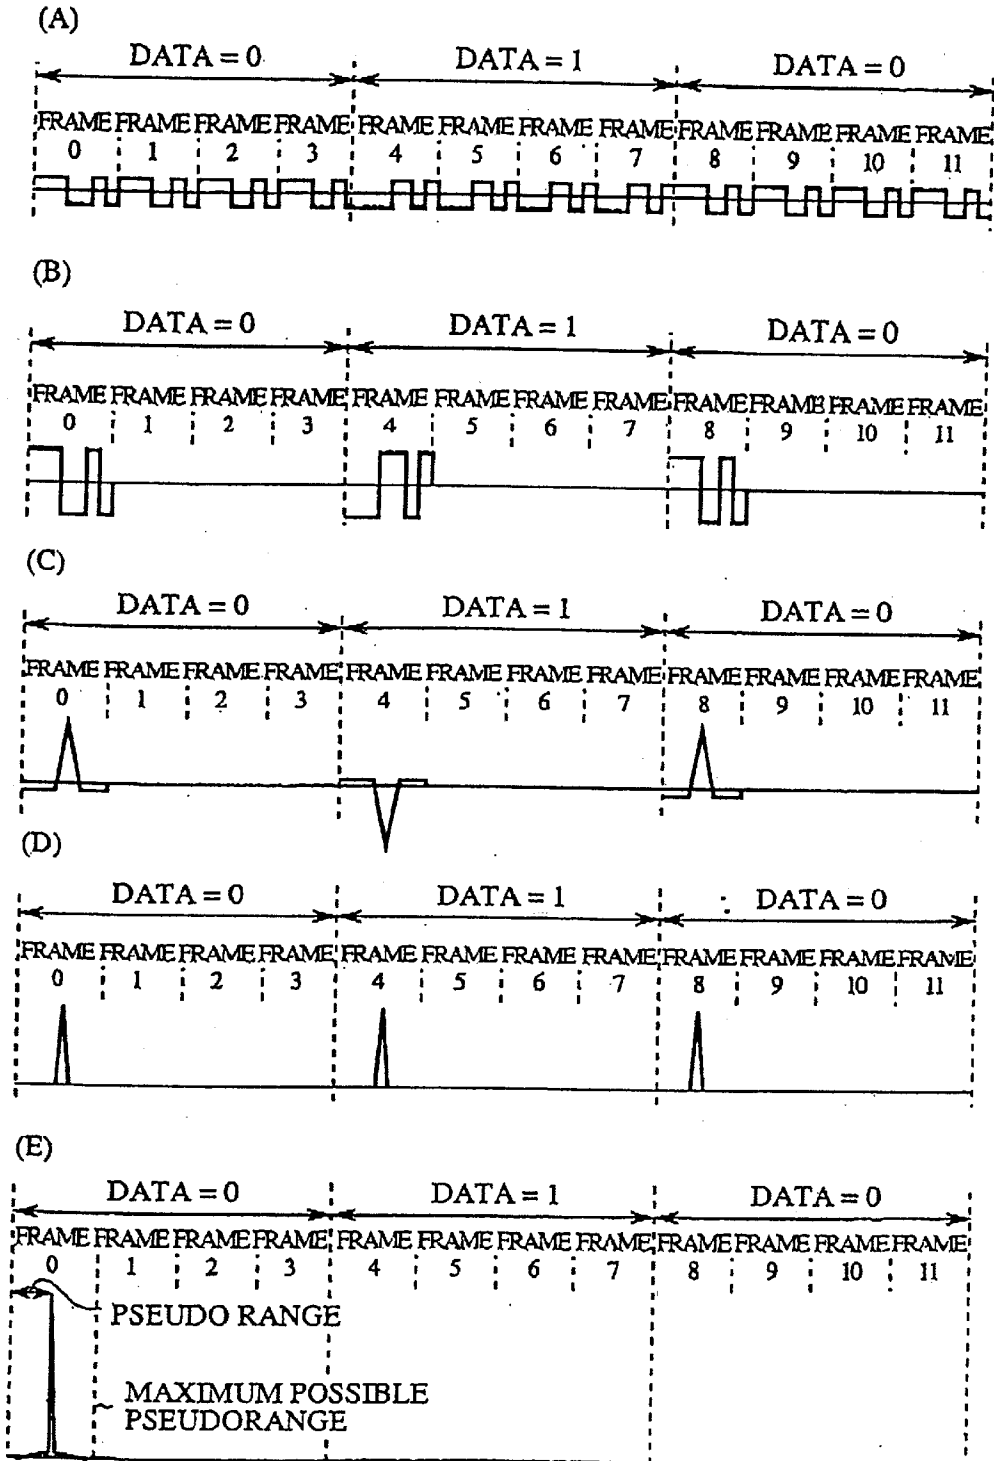 (A)
DATA = 0 DATA = 1 DATA = 0
FRAME FRAME FRAME FRAME FRAME FRAME FRAME FRAME FRAME FRAME FRAME FRAME
0 1 2 3 4 5 6 7 8 9 10 11
(B)
DATA = 0 DATA = 1 DATA = 0
FRAME FRAME FRAME FRAME FRAME FRAME FRAME FRAME FRAME FRAME FRAME FRAME
0 1 2 3 4 5 6 7 8 9 10 11
(C)
DATA = 0 DATA = 1 DATA = 0
FRAME FRAME FRAME FRAME FRAME FRAME FRAME FRAME FRAME FRAME FRAME FRAME
0 1 2 3 4 5 6 7 8 9 10 11
(D)
DATA = 0 DATA = 1 DATA = 0
FRAME FRAME FRAME FRAME FRAME FRAME FRAME FRAME FRAME FRAME FRAME FRAME
0 1 2 3 4 5 6 7 8 9 10 11
(E)
DATA = 0 DATA = 1 DATA = 0
FRAME FRAME FRAME FRAME FRAME FRAME FRAME FRAME FRAME FRAME FRAME FRAME
0 1 2 3 4 5 6 7 8 9 10 11
PSEUDO RANGE
MAXIMUM POSSIBLE
PSEUDORANGE